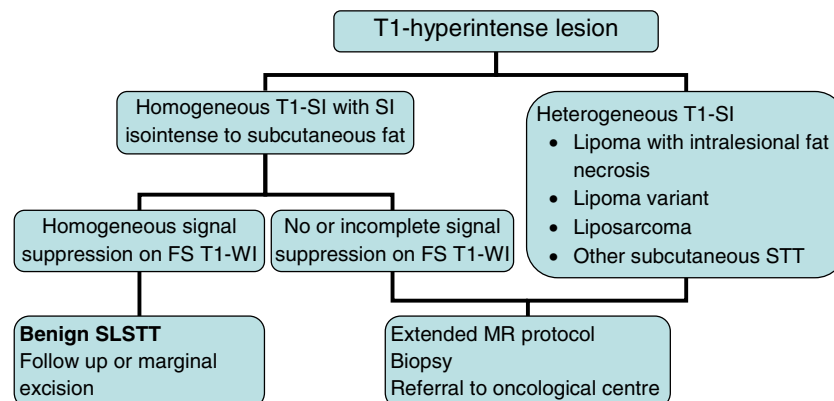 T1-hyperintense lesion
Homogeneous T1-SI with SI
isointense to subcutaneous fat
Heterogeneous T1-SI
• Lipoma with intralesional fat
necrosis
• Lipoma variant
• Liposarcoma
• Other subcutaneous STT
Homogeneous signal
suppression on FS T1-WI
No or incomplete signal
suppression on FS T1-WI
Benign SLSTT
Follow up or marginal
excision
Extended MR protocol
Biopsy
Referral to oncological centre